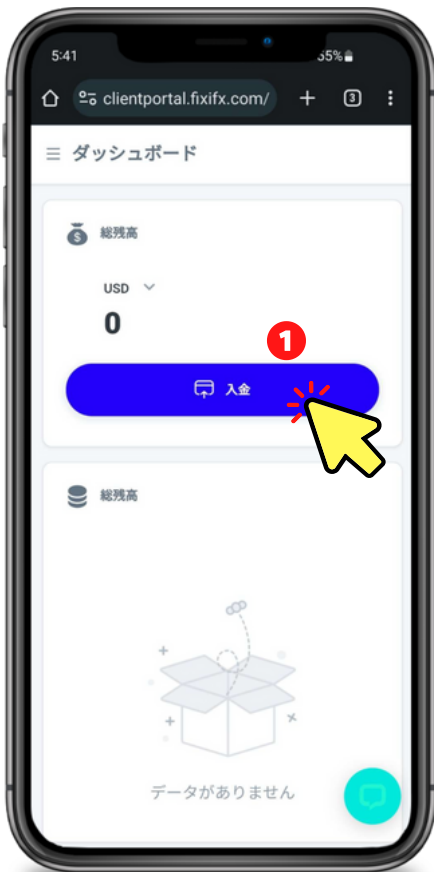 5:41
55%
clientportal.fixifx.com/
3
ダッシュボード
総残高
USD
0
1
入金
総残高
データがありません